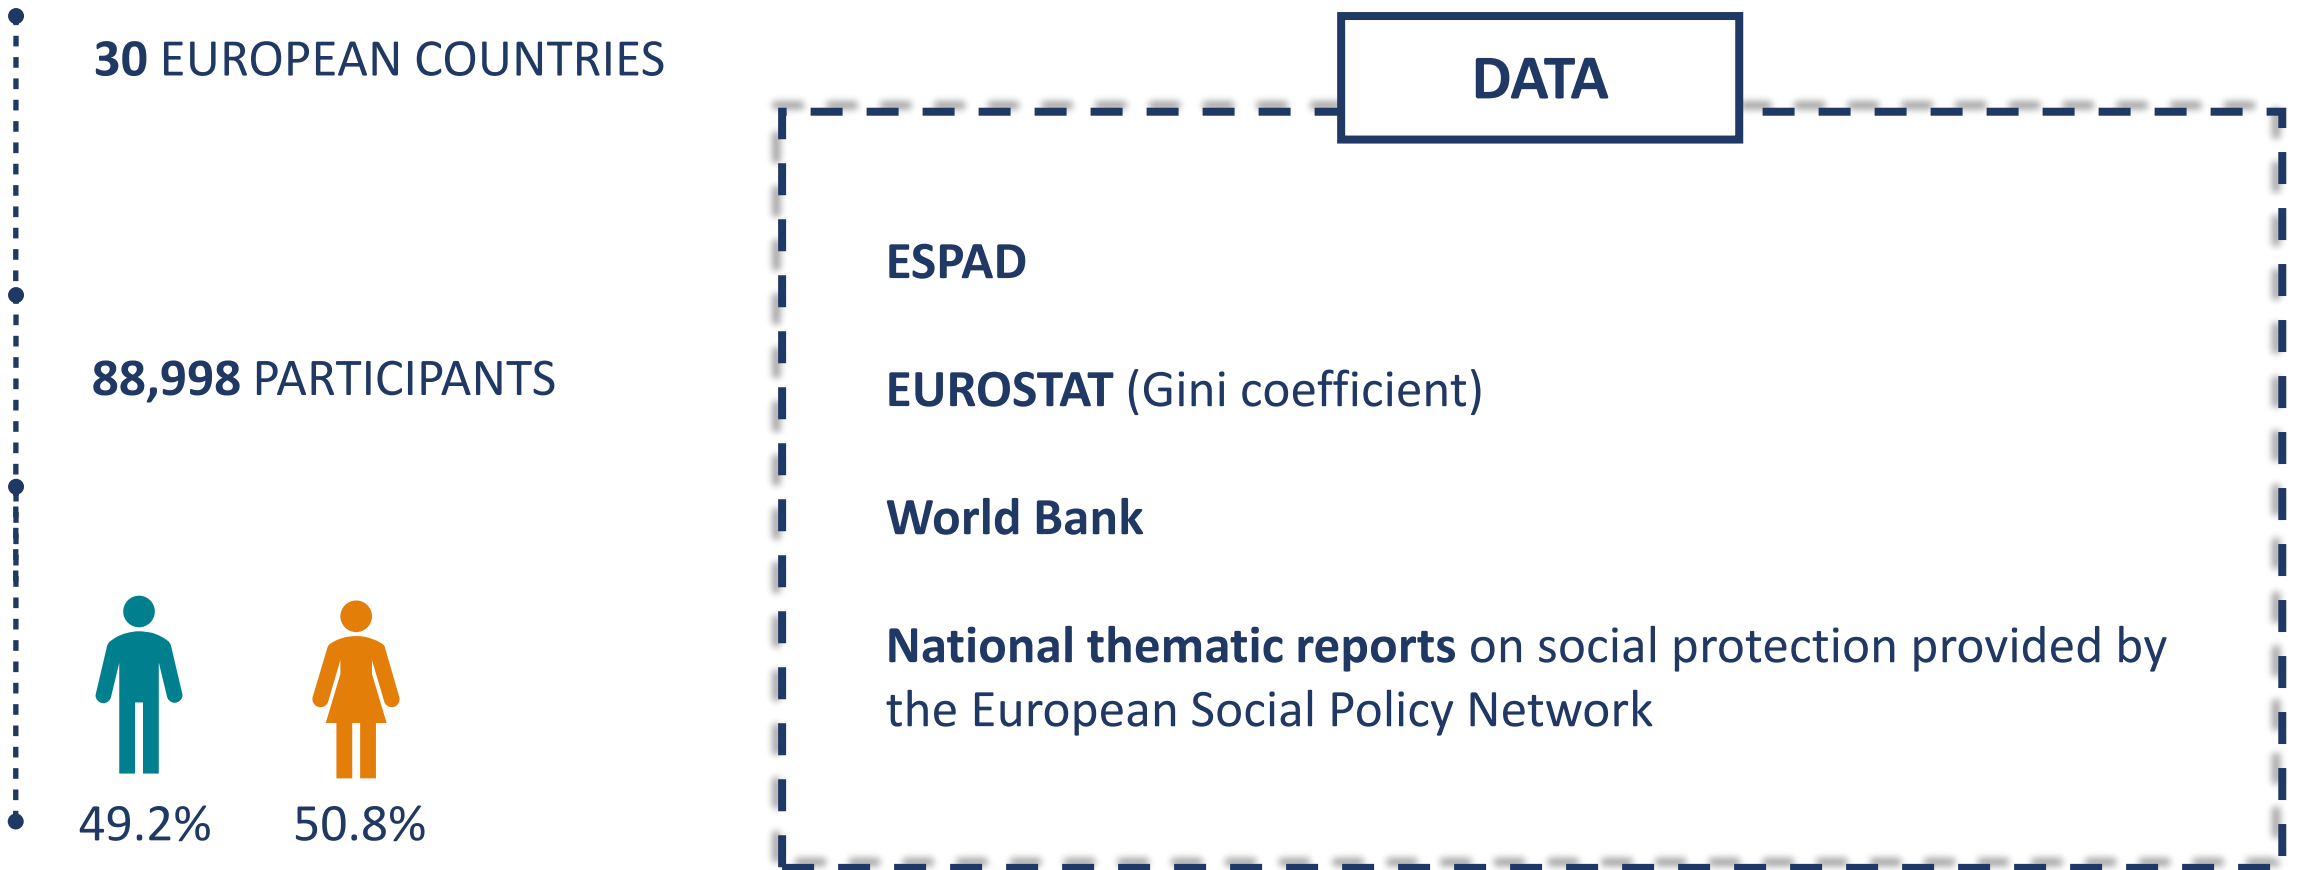 30 EUROPEAN COUNTRIES
88,998 PARTICIPANTS
49.2%
50.8%
DATA
ESPAD
EUROSTAT (Gini coefficient)
World Bank
National thematic reports on social protection provided by
the European Social Policy Network